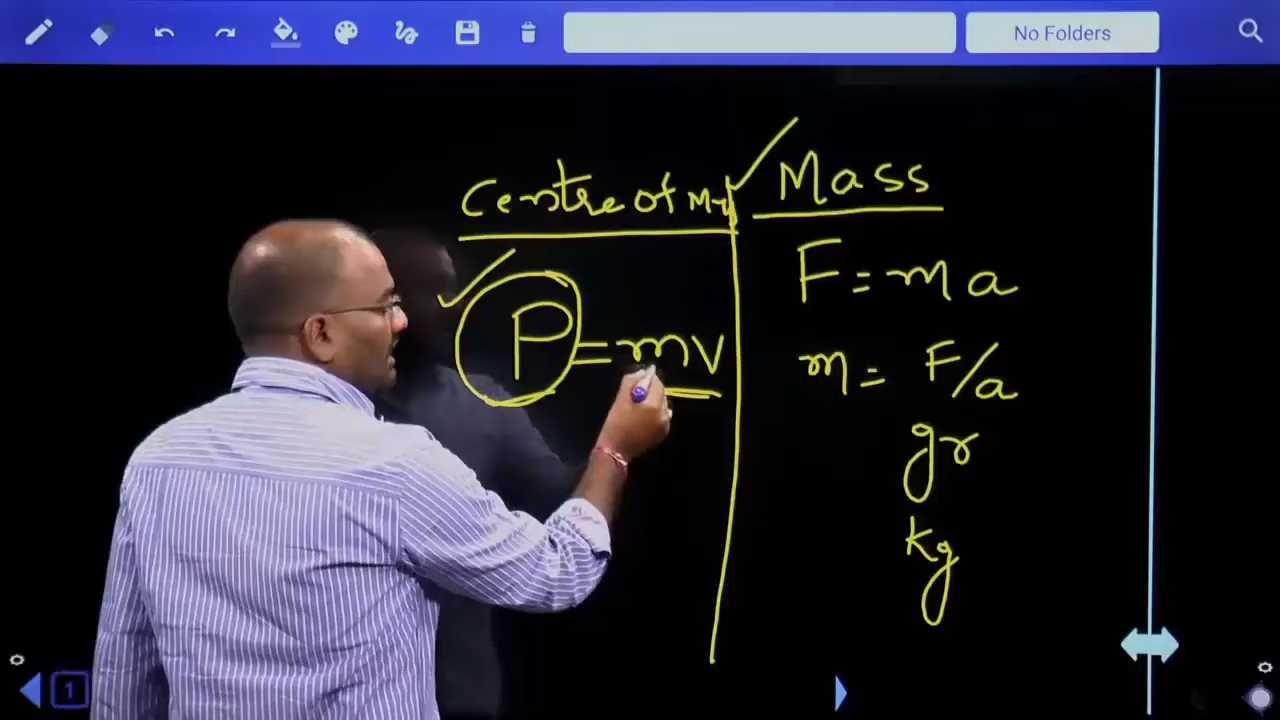 No Folders
Centre of
P = mv
Mass
F = ma
m = F/a
gr
kg
1